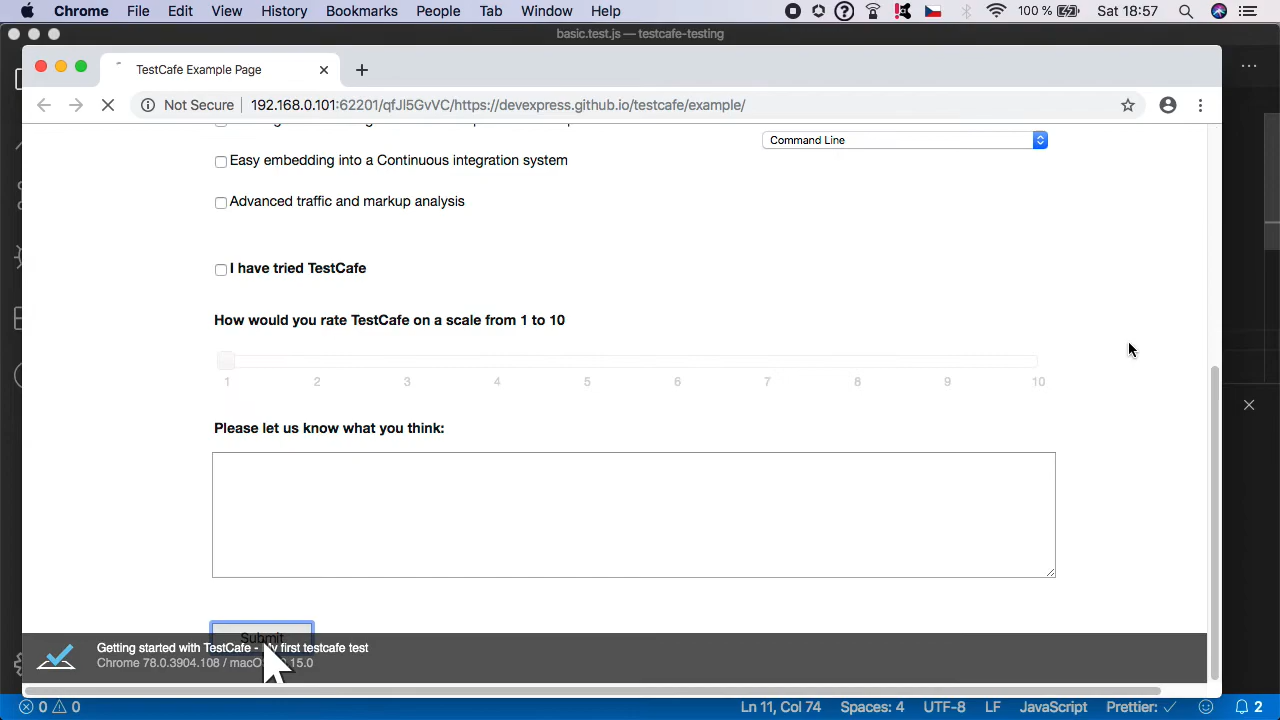 Chrome File Edit View History Bookmarks People Tab Window Help 100 % Sat 18:57
basic.test.js — testcafe-testing
TestCafe Example Page
Not Secure 192.168.0.101:62201/qfJl5GvVC/https://devexpress.github.io/testcafe/example/
Command Line
Easy embedding into a Continuous integration system
Advanced traffic and markup analysis
I have tried TestCafe
How would you rate TestCafe on a scale from 1 to 10
1 2 3 4 5 6 7 8 9 10
Please let us know what you think:
Submit
Getting started with TestCafe - My first testcafe test
Chrome 78.0.3904.108 / 15.0
0 0 Ln 11, Col 74 Spaces: 4 UTF-8 LF JavaScript Prettier: ✓ 2